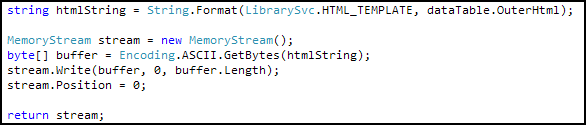 string htmlString = String.Format(LibrarySvc.HTML_TEMPLATE, dataTable.OuterHtml);
MemoryStream stream = new MemoryStream();
byte[] buffer = Encoding.ASCII.GetBytes(htmlString);
stream.Write(buffer, 0, buffer.Length);
stream.Position = 0;
return stream;